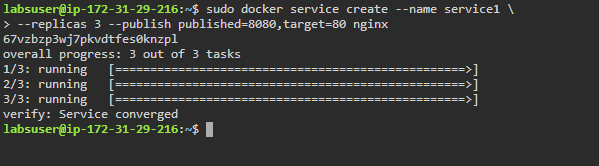 labsuser@ip-172-31-29-216:~$ sudo docker service create --name service1 \
> --replicas 3 --publish published=8080,target=80 nginx
67vzbzp3wj7pkvdtfes0knzpl
overall progress: 3 out of 3 tasks
1/3: running   [==================================================>]
2/3: running   [==================================================>]
3/3: running   [==================================================>]
verify: Service converged
labsuser@ip-172-31-29-216:~$